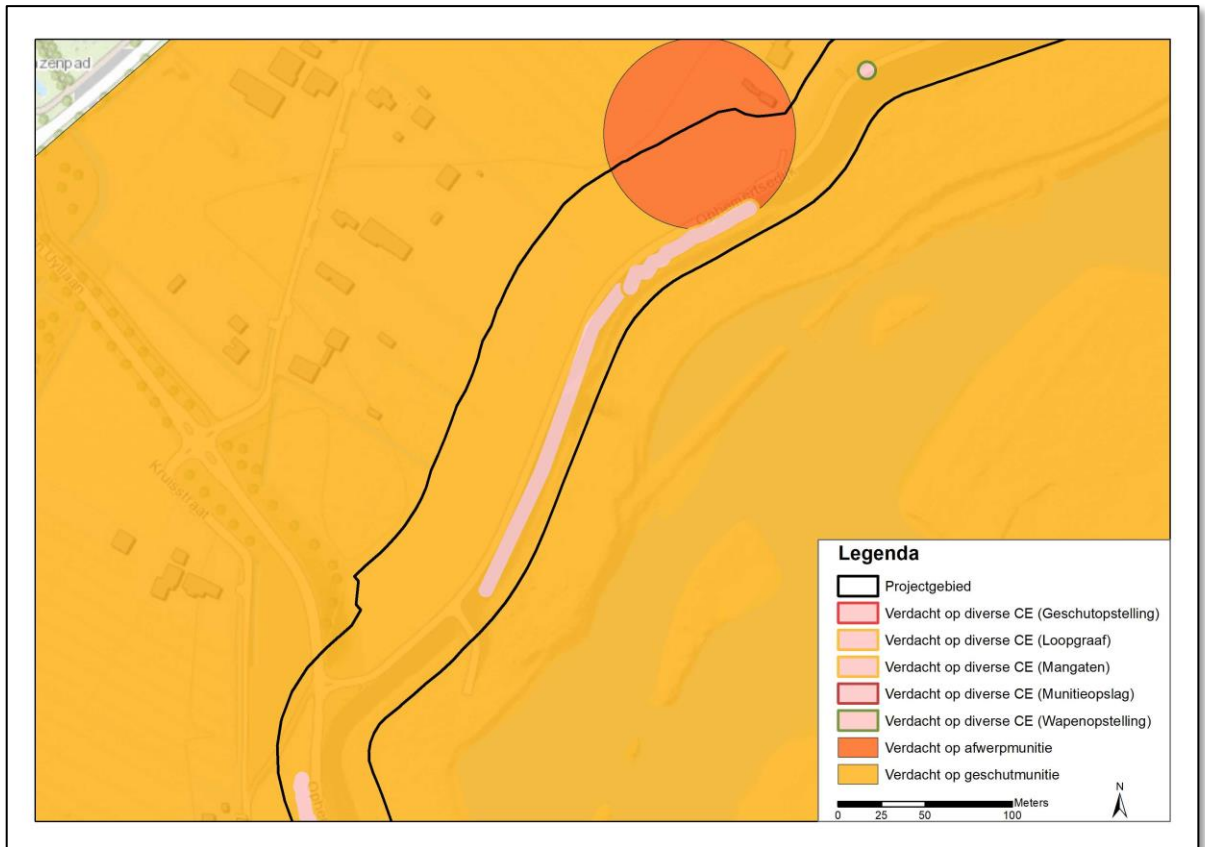 azenpad
Kruisstraat
Legenda
Projectgebied
Verdacht op diverse CE (Geschutopstelling)
Verdacht op diverse CE (Loopgraaf)
Verdacht op diverse CE (Mangaten)
Verdacht op diverse CE (Munitieopslag)
Verdacht op diverse CE (Wapenopstelling)
Verdacht op afwerpmunitie
Verdacht op geschutmunitie
Meters
0 25 50 100
N